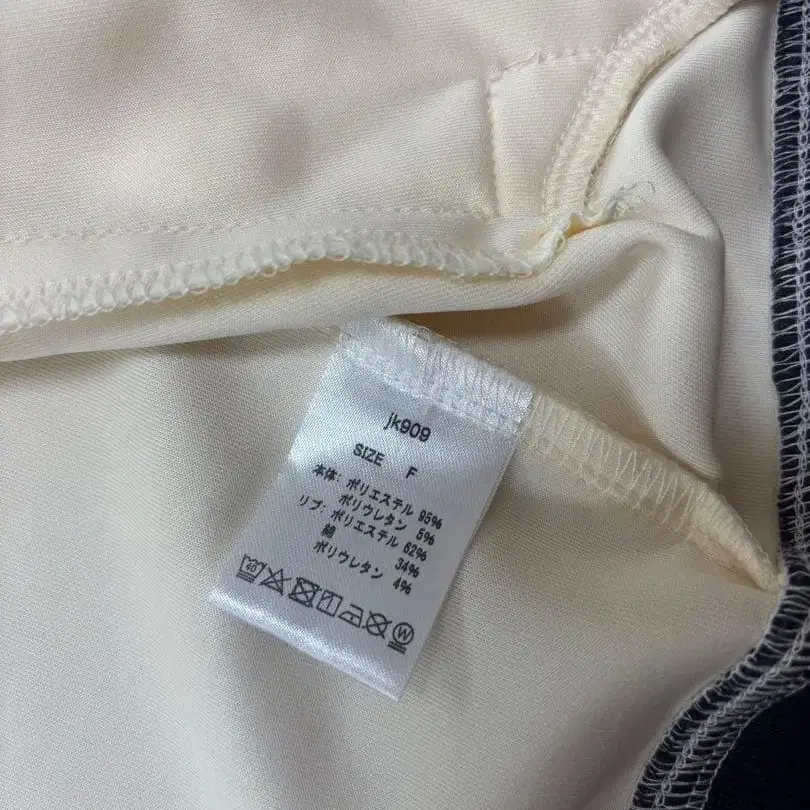 jk909
SIZE F
本体: ポリエステル 95%
ポリウレタン 5%
リブ: ポリエステル 62%
綿 34%
ポリウレタン 4%
40
W